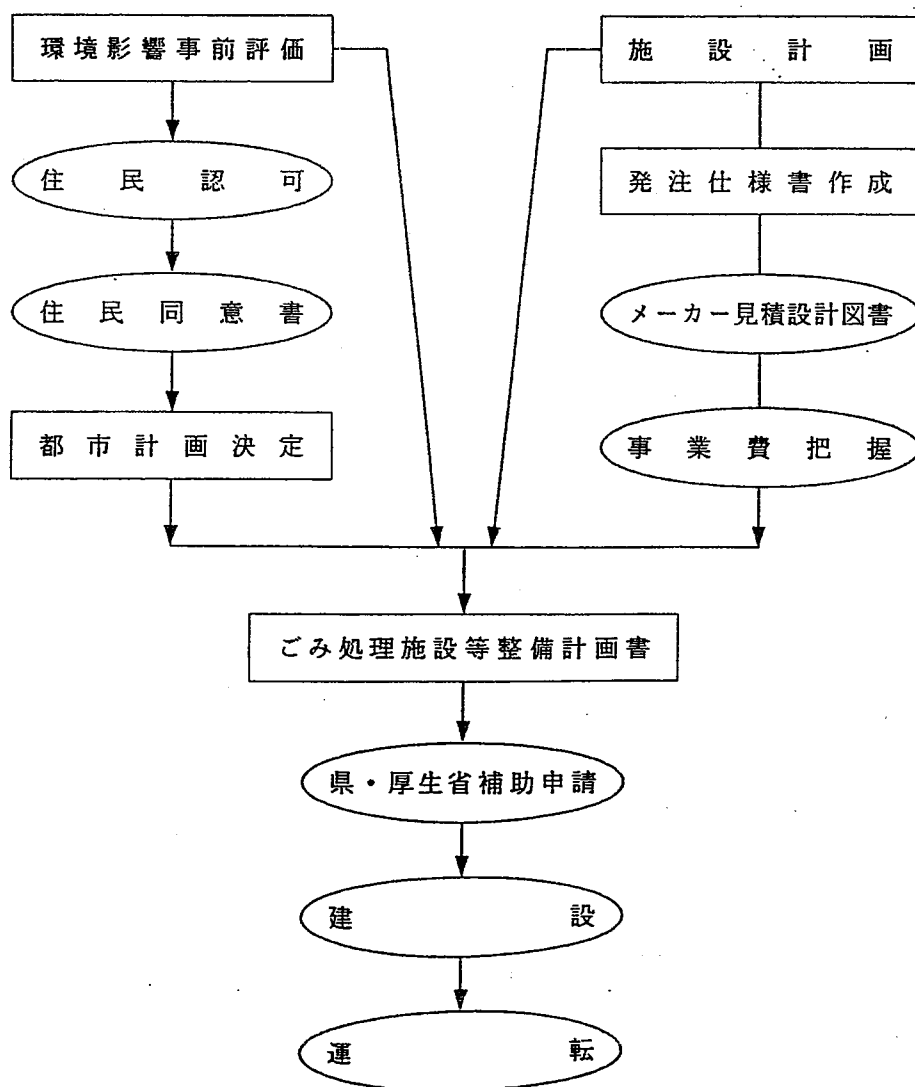 環境影響事前評価
住民認可
住民同意書
都市計画決定
施設計画
発注仕様書作成
メーカー見積設計図書
事業費把握
ごみ処理施設等整備計画書
県・厚生省補助申請
建設
運転